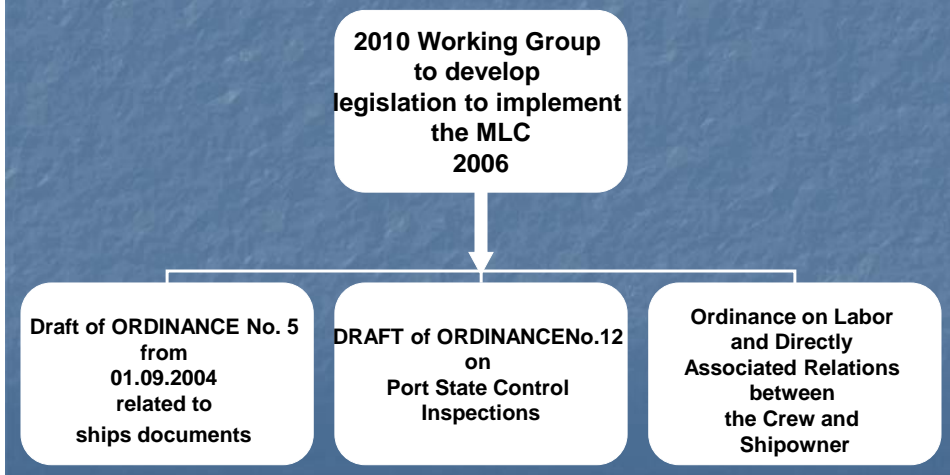 2010 Working Group
to develop
legislation to implement
the MLC
2006
Draft of ORDINANCE No. 5
from
01.09.2004
related to
ships documents
DRAFT of ORDINANCENo.12
on
Port State Control
Inspections
Ordinance on Labor
and Directly
Associated Relations
between
the Crew and
Shipowner